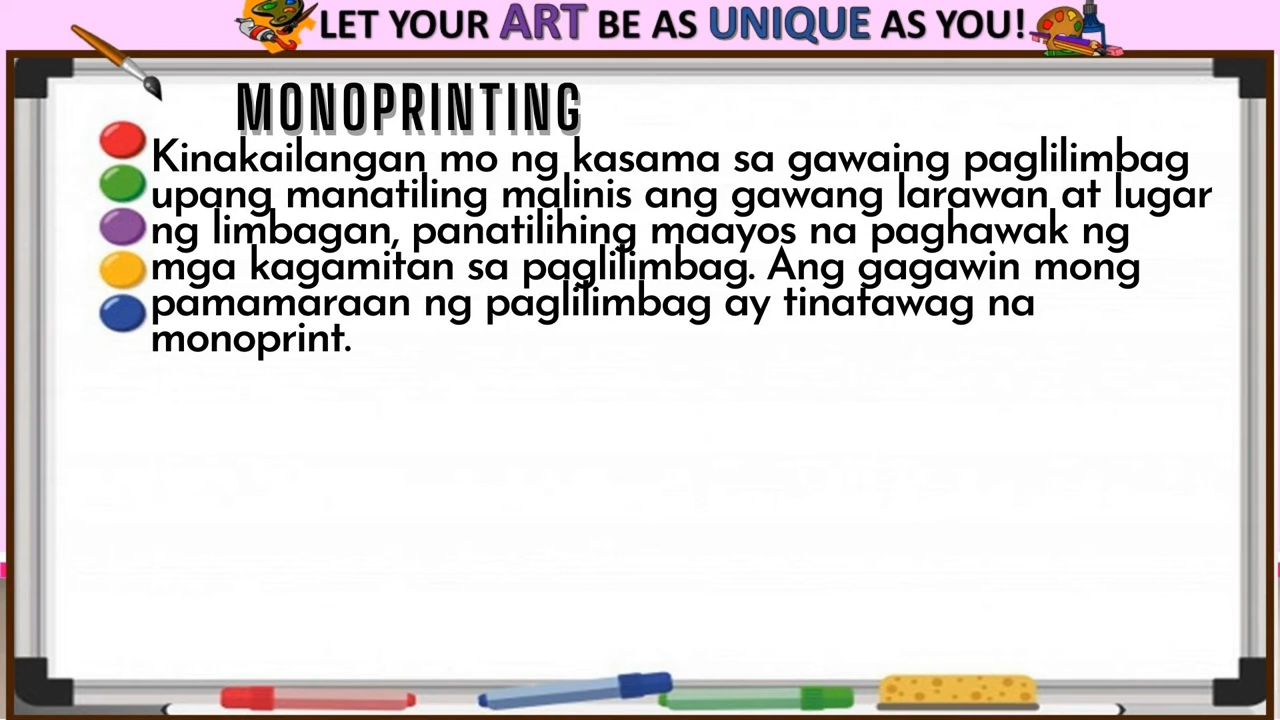 LET YOUR ART BE AS UNIQUE AS YOU!
MONOPRINTING
Kinakailangan mo ng kasama sa gawaing paglilimbag
upang manatiling malinis ang gawang larawan at lugar
ng limbagan, panatilihing maayos na paghawak ng
mga kagamitan sa paglilimbag. Ang gagawin mong
pamamaraan ng paglilimbag ay tinatawag na
monoprint.